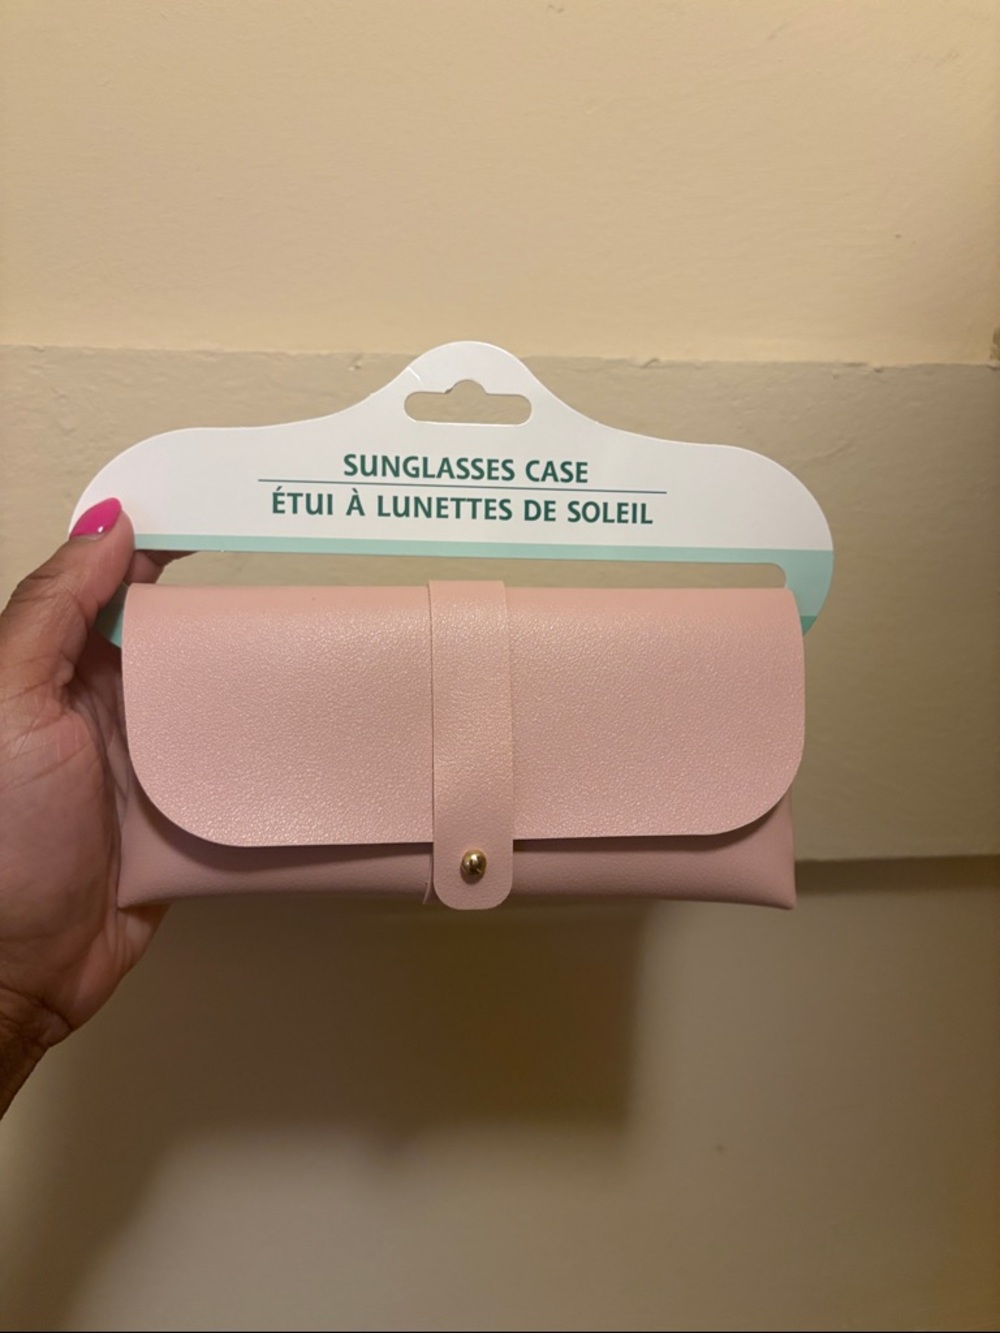 SUNGLASSES CASE
ÉTUI À LUNETTES DE SOLEIL